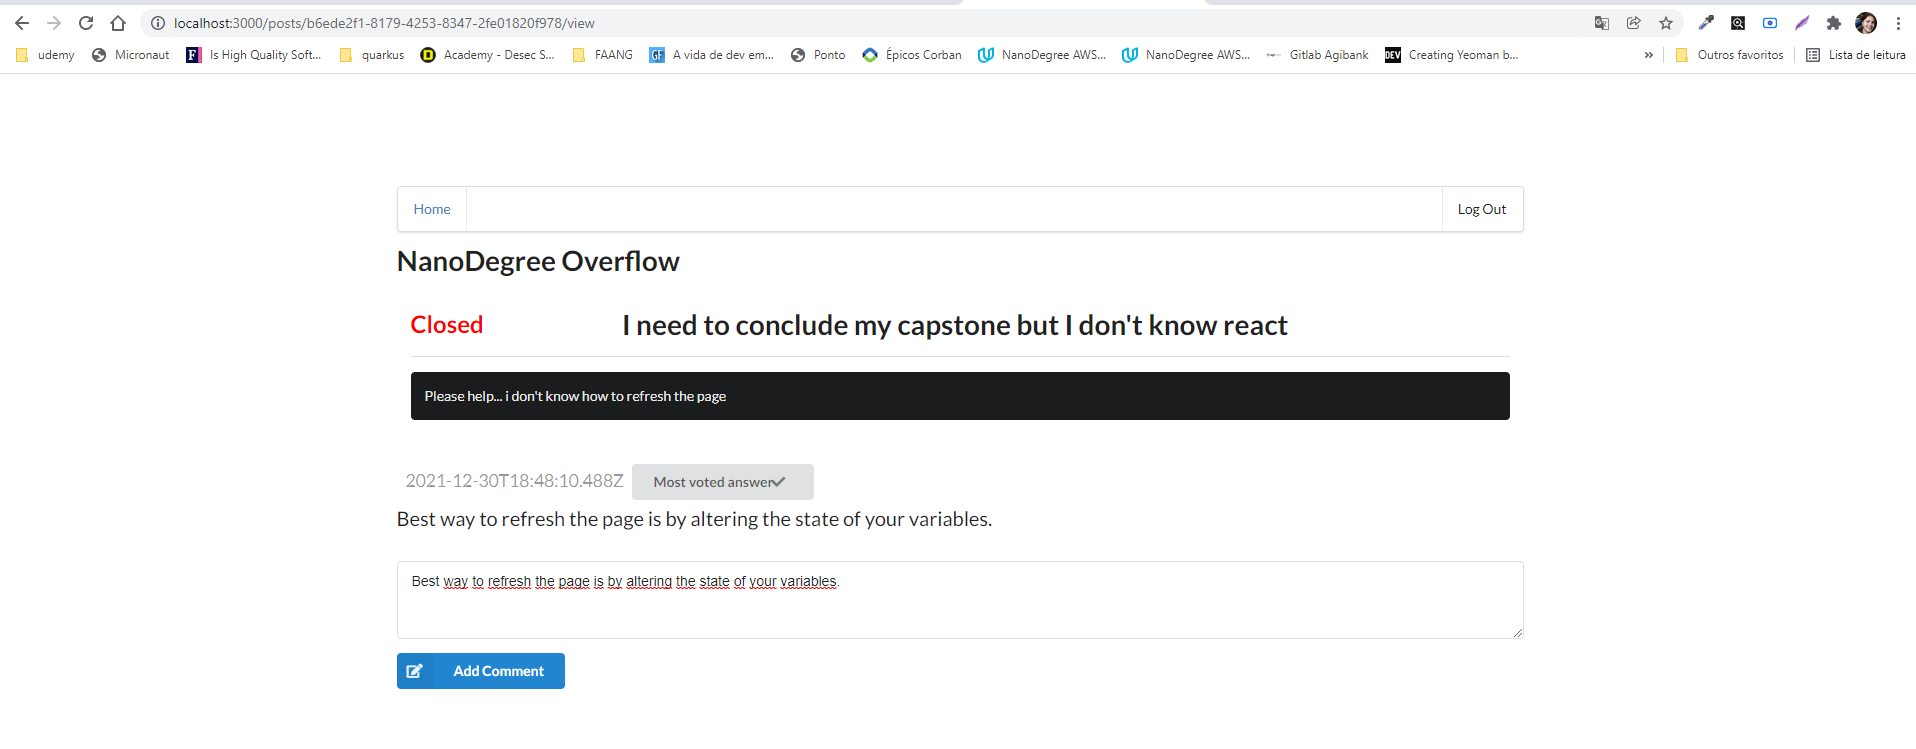 localhost:3000/posts/b6ede2f1-8179-4253-8347-2fe01820f978/view
udemy Micronaut F Is High Quality Soft... quarkus Academy - Desec S... FAANG GF A vida de dev em... Ponto Épicos Corban NanoDegree AWS... NanoDegree AWS... Gitlab Agibank DEV Creating Yeoman b... » Outros favoritos Lista de leitura
Home Log Out
NanoDegree Overflow
Closed I need to conclude my capstone but I don't know react
Please help... i don't know how to refresh the page
2021-12-30T18:48:10.488Z Most voted answer
Best way to refresh the page is by altering the state of your variables.
Best way to refresh the page is by altering the state of your variables.
Add Comment